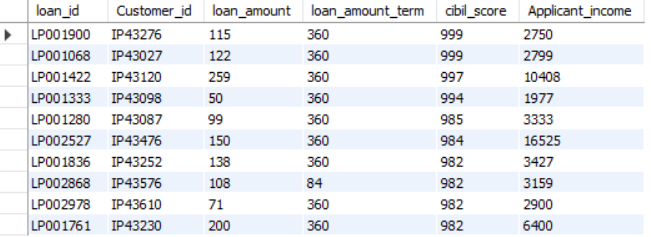 loan_id Customer_id loan_amount loan_amount_term cibil_score Applicant_income
LP001900 IP43276 115 360 999 2750
LP001068 IP43027 122 360 999 2799
LP001422 IP43120 259 360 997 10408
LP001333 IP43098 50 360 994 1977
LP001280 IP43087 99 360 985 3333
LP002527 IP43476 150 360 984 16525
LP001836 IP43252 138 360 982 3427
LP002868 IP43576 108 84 982 3159
LP002978 IP43610 71 360 982 2900
LP001761 IP43230 200 360 982 6400